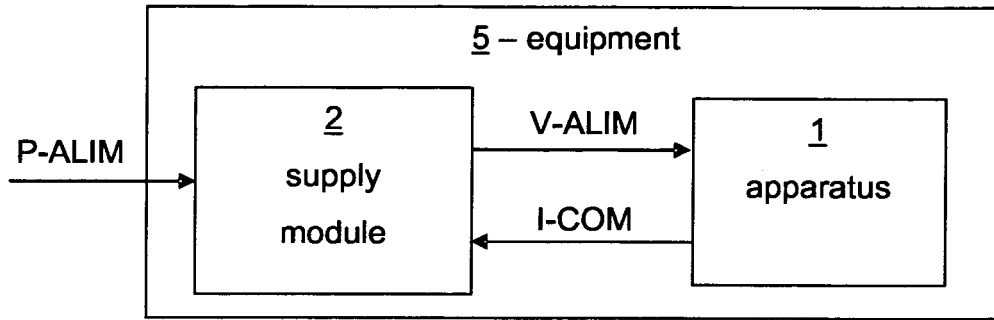 5 – equipment
P-ALIM
2
supply
module
V-ALIM
I-COM
1
apparatus